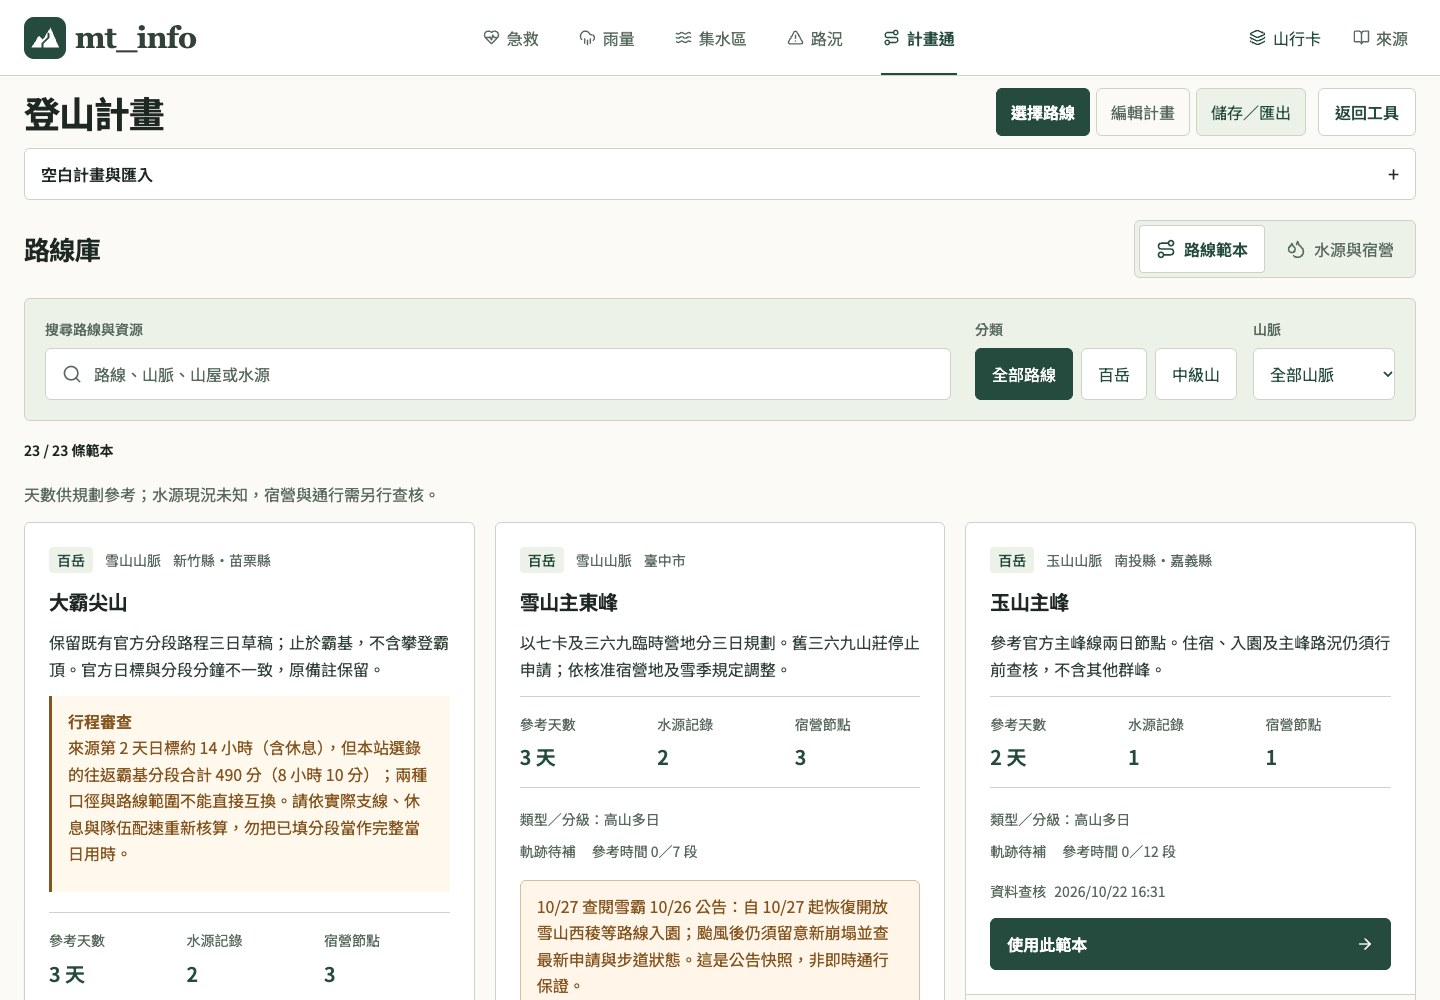 mt_info
急救
雨量
集水區
路況
計畫通
山行卡
來源
登山計畫
選擇路線
編輯計畫
儲存／匯出
返回工具
空白計畫與匯入
+
路線庫
路線範本
水源與宿營
搜尋路線與資源
分類
山脈
路線、山脈、山屋或水源
全部路線
百岳
中級山
全部山脈
23 / 23 條範本
天數供規劃參考；水源現況未知，宿營與通行需另行查核。
百岳 雪山山脈 新竹縣・苗栗縣
大霸尖山
保留既有官方分段路程三日草稿；止於霸基，不含攀登霸
頂。官方日標與分段分鐘不一致，原備註保留。
行程審查
來源第 2 天日標約 14 小時（含休息），但本站選錄
的往返霸基分段合計 490 分（8 小時 10 分）；兩種
口徑與路線範圍不能直接互換。請依實際支線、休
息與隊伍配速重新核算，勿把已填分段當作完整當
日用時。
參考天數 水源記錄 宿營節點
3 天 2 3
百岳 雪山山脈 臺中市
雪山主東峰
以七卡及三六九臨時營地分三日規劃。舊三六九山莊停止
申請；依核准宿營地及雪季規定調整。
參考天數 水源記錄 宿營節點
3 天 2 3
類型／分級：高山多日
軌跡待補 參考時間 0／7 段
10/27 查閱雪霸 10/26 公告：自 10/27 起恢復開放
雪山西稜等路線入園；颱風後仍須留意新崩塌並查
最新申請與步道狀態。這是公告快照，非即時通行
保證。
百岳 玉山山脈 南投縣・嘉義縣
玉山主峰
參考官方主峰線兩日節點。住宿、入園及主峰路況仍須行
前查核，不含其他群峰。
參考天數 水源記錄 宿營節點
2 天 1 1
類型／分級：高山多日
軌跡待補 參考時間 0／12 段
資料查核 2026/10/22 16:31
使用此範本